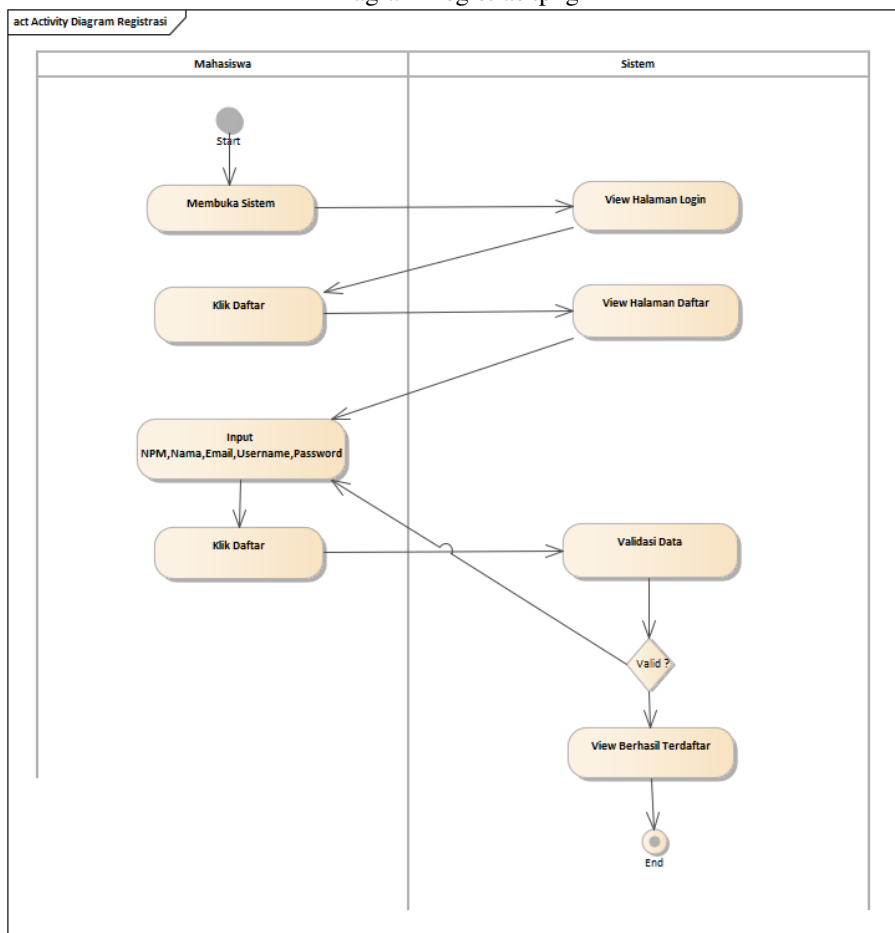 act Activity Diagram Registrasi
Mahasiswa
Sistem
Start
Membuka Sistem
View Halaman Login
Klik Daftar
View Halaman Daftar
Input
NPM,Nama,Email,Username,Password
Klik Daftar
Validasi Data
Valid ?
View Berhasil Terdaftar
End